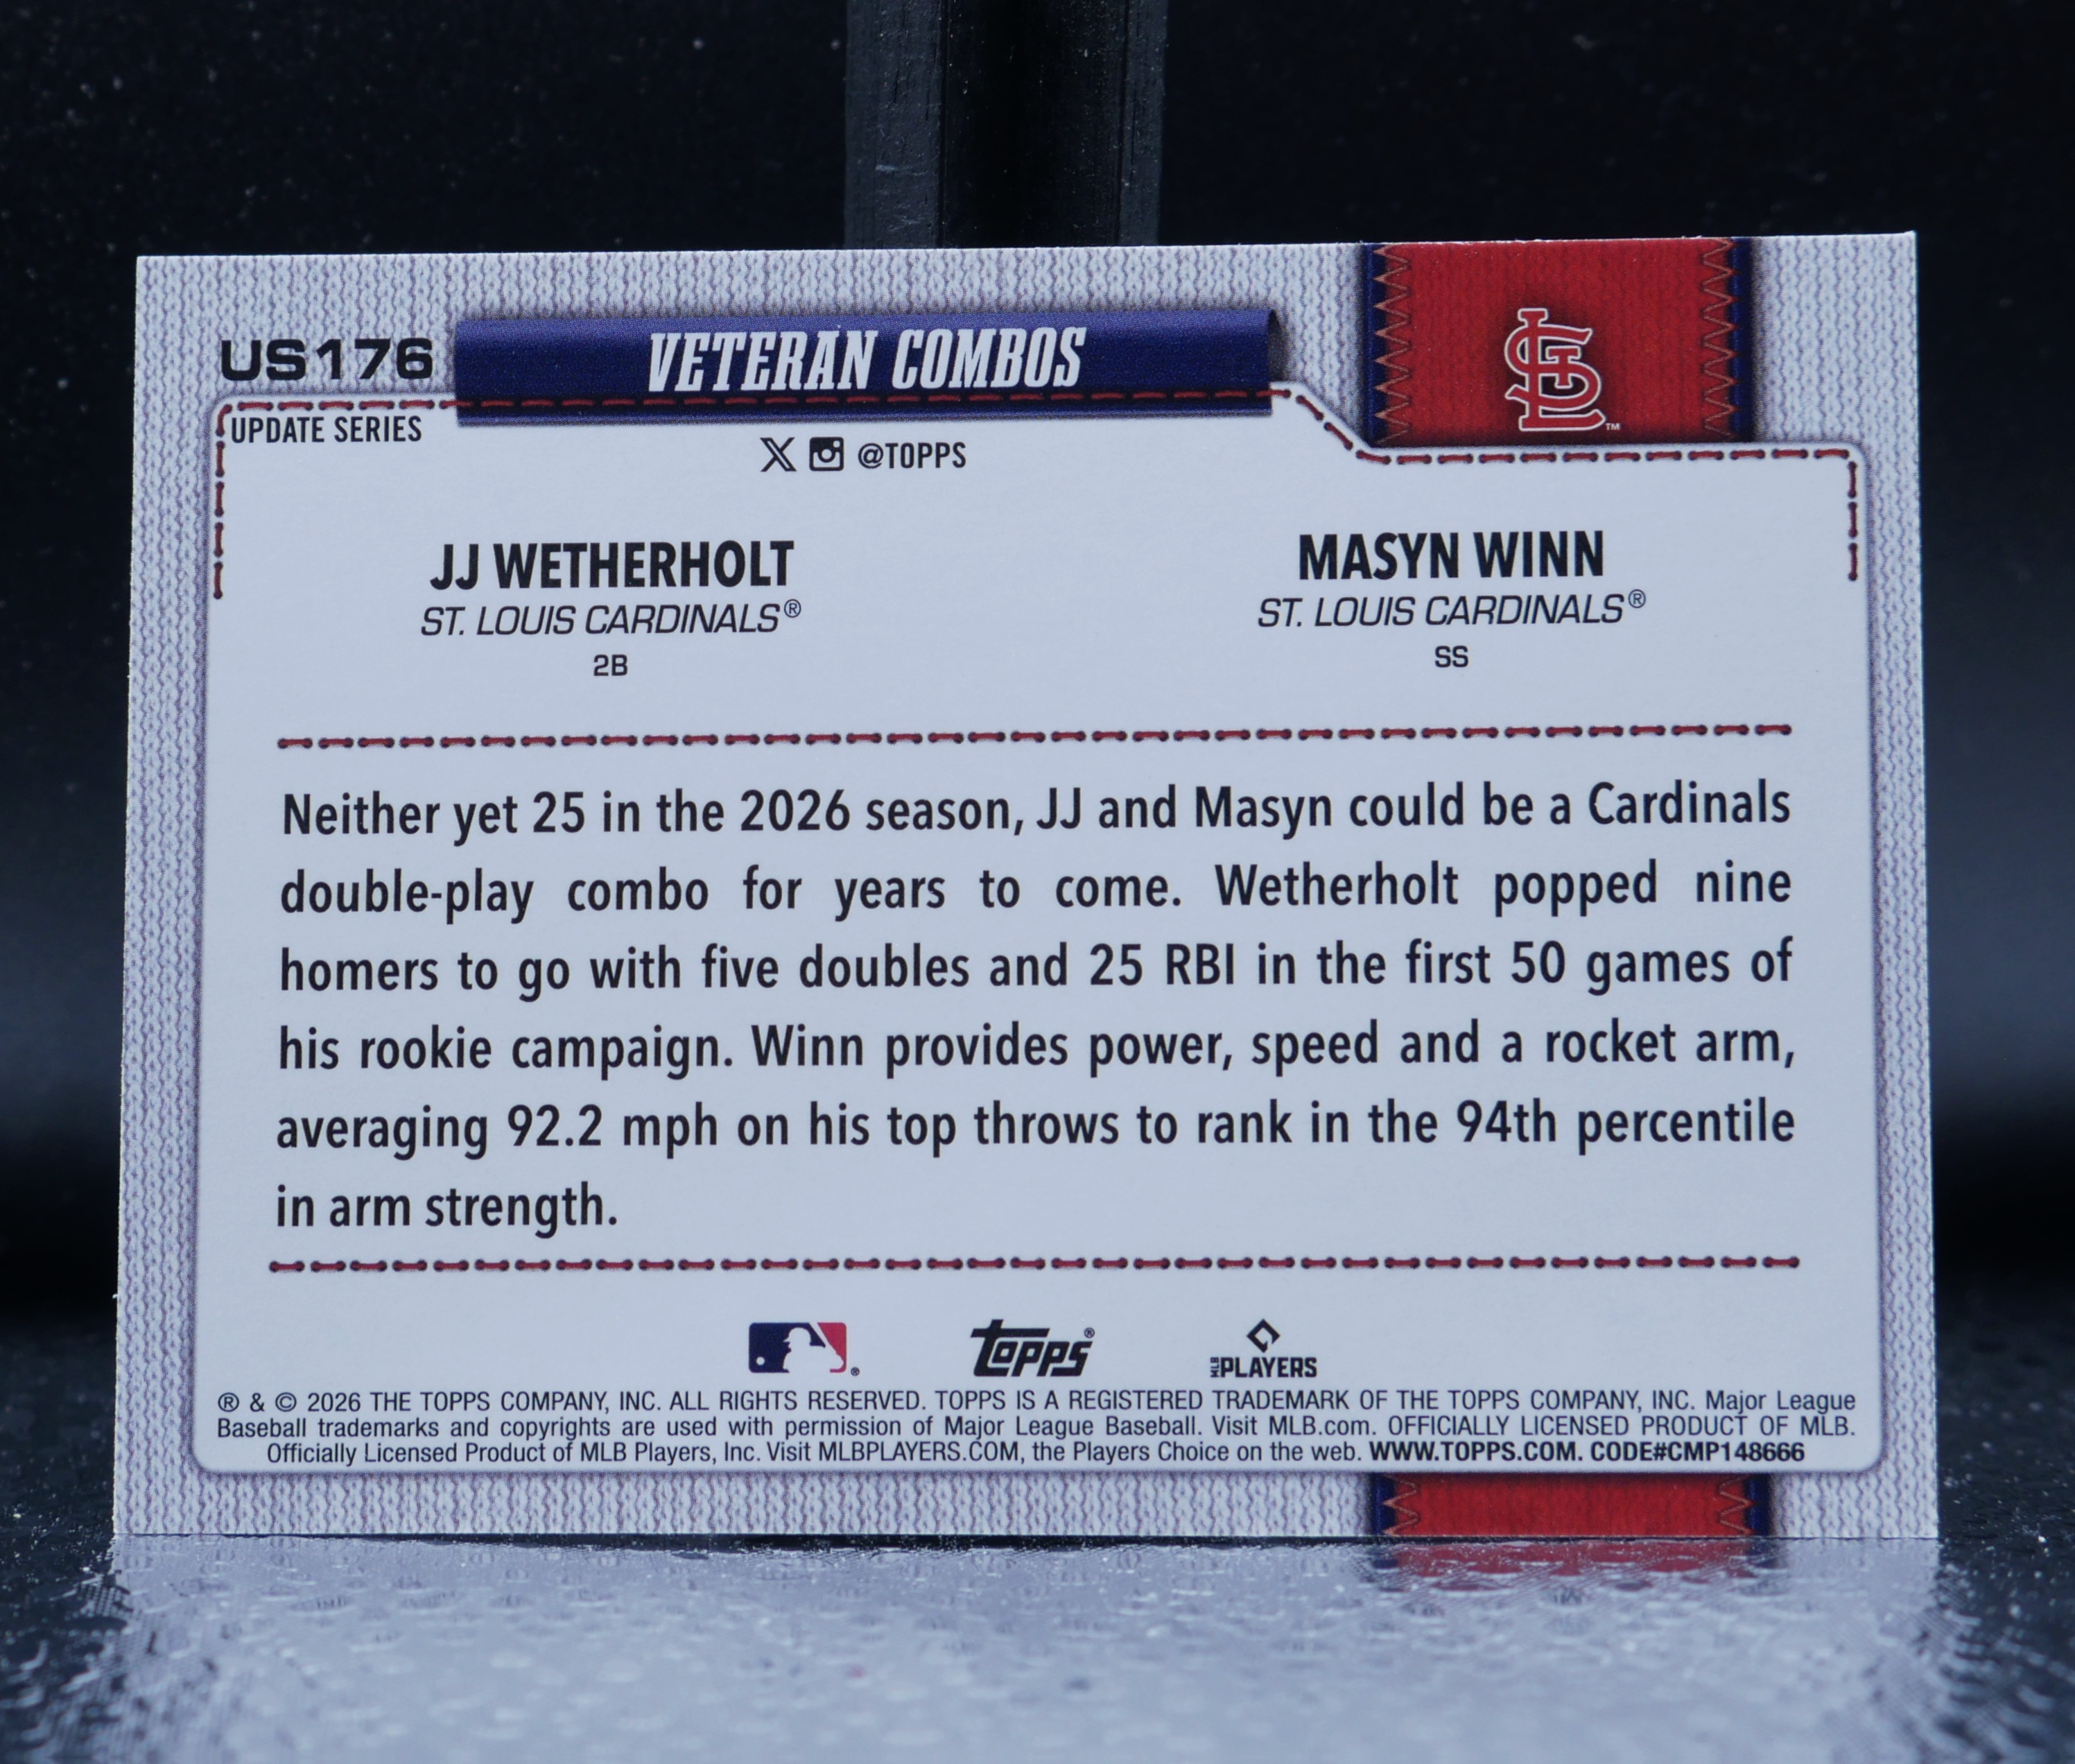 US176
VETERAN COMBOS
STL™
UPDATE SERIES
X @TOPPS
JJ WETHERHOLT
ST. LOUIS CARDINALS®
2B
MASYN WINN
ST. LOUIS CARDINALS®
SS
Neither yet 25 in the 2026 season, JJ and Masyn could be a Cardinals
double-play combo for years to come. Wetherholt popped nine
homers to go with five doubles and 25 RBI in the first 50 games of
his rookie campaign. Winn provides power, speed and a rocket arm,
averaging 92.2 mph on his top throws to rank in the 94th percentile
in arm strength.
® Topps® MLB PLAYERS
® & © 2026 THE TOPPS COMPANY, INC. ALL RIGHTS RESERVED. TOPPS IS A REGISTERED TRADEMARK OF THE TOPPS COMPANY, INC. Major League
Baseball trademarks and copyrights are used with permission of Major League Baseball. Visit MLB.com. OFFICIALLY LICENSED PRODUCT OF MLB.
Officially Licensed Product of MLB Players, Inc. Visit MLBPLAYERS.COM, the Players Choice on the web. WWW.TOPPS.COM. CODE#CMP148666